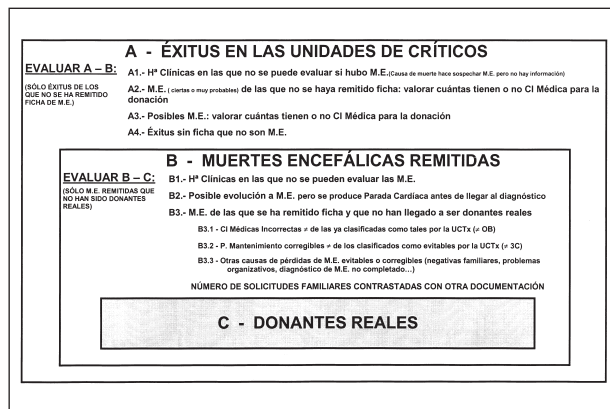 A - ÉXITUS EN LAS UNIDADES DE CRÍTICOS
EVALUAR A – B:
(SÓLO ÉXITUS DE LOS
QUE NO SE HA REMITIDO
FICHA DE M.E.)
A1.- Hª Clínicas en las que no se puede evaluar si hubo M.E.(Causa de muerte hace sospechar M.E. pero no hay información)
A2.- M.E.( ciertas o muy probables) de las que no se haya remitido ficha: valorar cuántas tienen o no CI Médica para la
donación
A3.- Posibles M.E.: valorar cuántas tienen o no CI Médica para la donación
A4.- Éxitus sin ficha que no son M.E.
B - MUERTES ENCEFÁLICAS REMITIDAS
EVALUAR B – C:
(SÓLO M.E. REMITIDAS QUE
NO HAN SIDO DONANTES
REALES)
B1.- Hª Clínicas en las que no se pueden evaluar las M.E.
B2.- Posible evolución a M.E. pero se produce Parada Cardíaca antes de llegar al diagnóstico
B3.- M.E. de las que se ha remitido ficha y que no han llegado a ser donantes reales
B3.1 - CI Médicas Incorrectas ≠ de las ya clasificadas como tales por la UCTx (≠ OB)
B3.2 - P. Mantenimiento corregibles ≠ de los clasificados como evitables por la UCTx (≠ 3C)
B3.3 - Otras causas de pérdidas de M.E. evitables o corregibles (negativas familiares, problemas
organizativos, diagnóstico de M.E. no completado…)
NÚMERO DE SOLICITUDES FAMILIARES CONTRASTADAS CON OTRA DOCUMENTACIÓN
C - DONANTES REALES